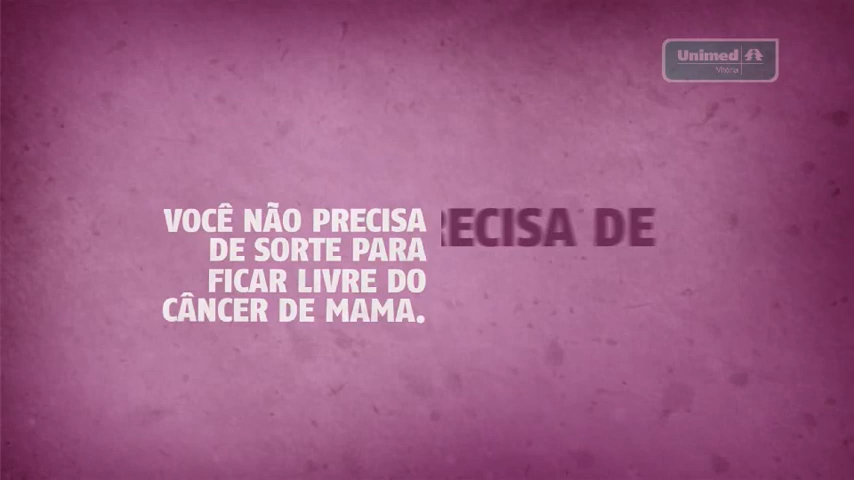 Unimed
Vitória
VOCÊ NÃO PRECISA
DE SORTE PARA
FICAR LIVRE DO
CÂNCER DE MAMA.
RECISA DE